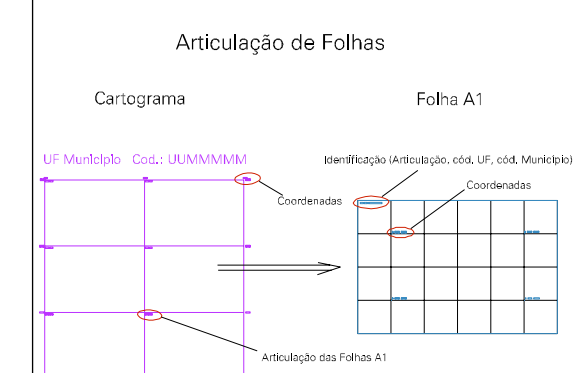 Articulação de Folhas
Cartograma
Folha A1
UF Município Cod.: UUMMMMM
Identificação (Articulação, cód. UF, cód. Município)
Coordenadas
Coordenadas
Articulação das Folhas A1